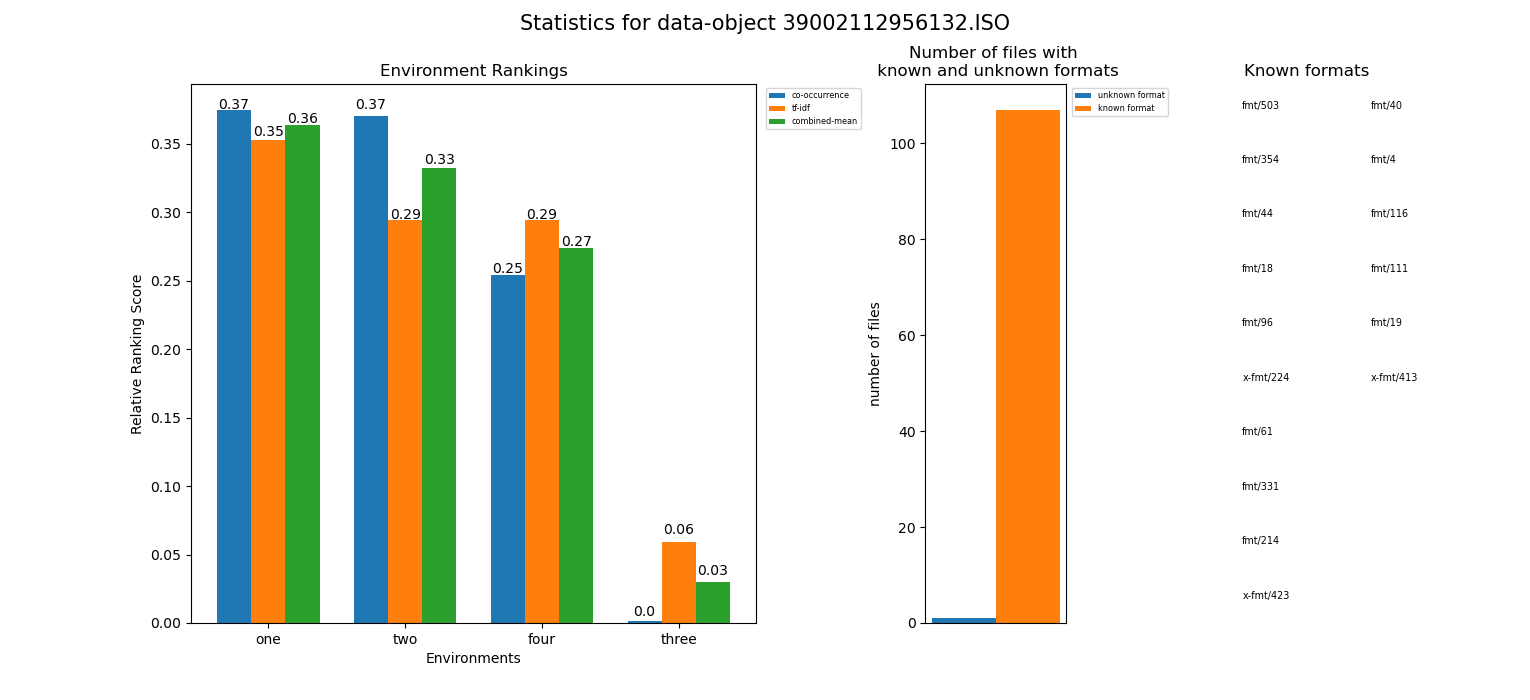 Statistics for data-object 39002112956132.ISO
Environment Rankings
Relative Ranking Score
0.35
0.30
0.25
0.20
0.15
0.10
0.05
0.00
0.37
0.35
0.36
0.37
0.29
0.33
0.25
0.29
0.27
0.0
0.06
0.03
one
two
four
three
Environments
co-occurrence
tf-idf
combined-mean
Number of files with
known and unknown formats
number of files
100
80
60
40
20
0
unknown format
known format
Known formats
fmt/503
fmt/354
fmt/44
fmt/18
fmt/96
x-fmt/224
fmt/61
fmt/331
fmt/214
x-fmt/423
fmt/40
fmt/4
fmt/116
fmt/111
fmt/19
x-fmt/413